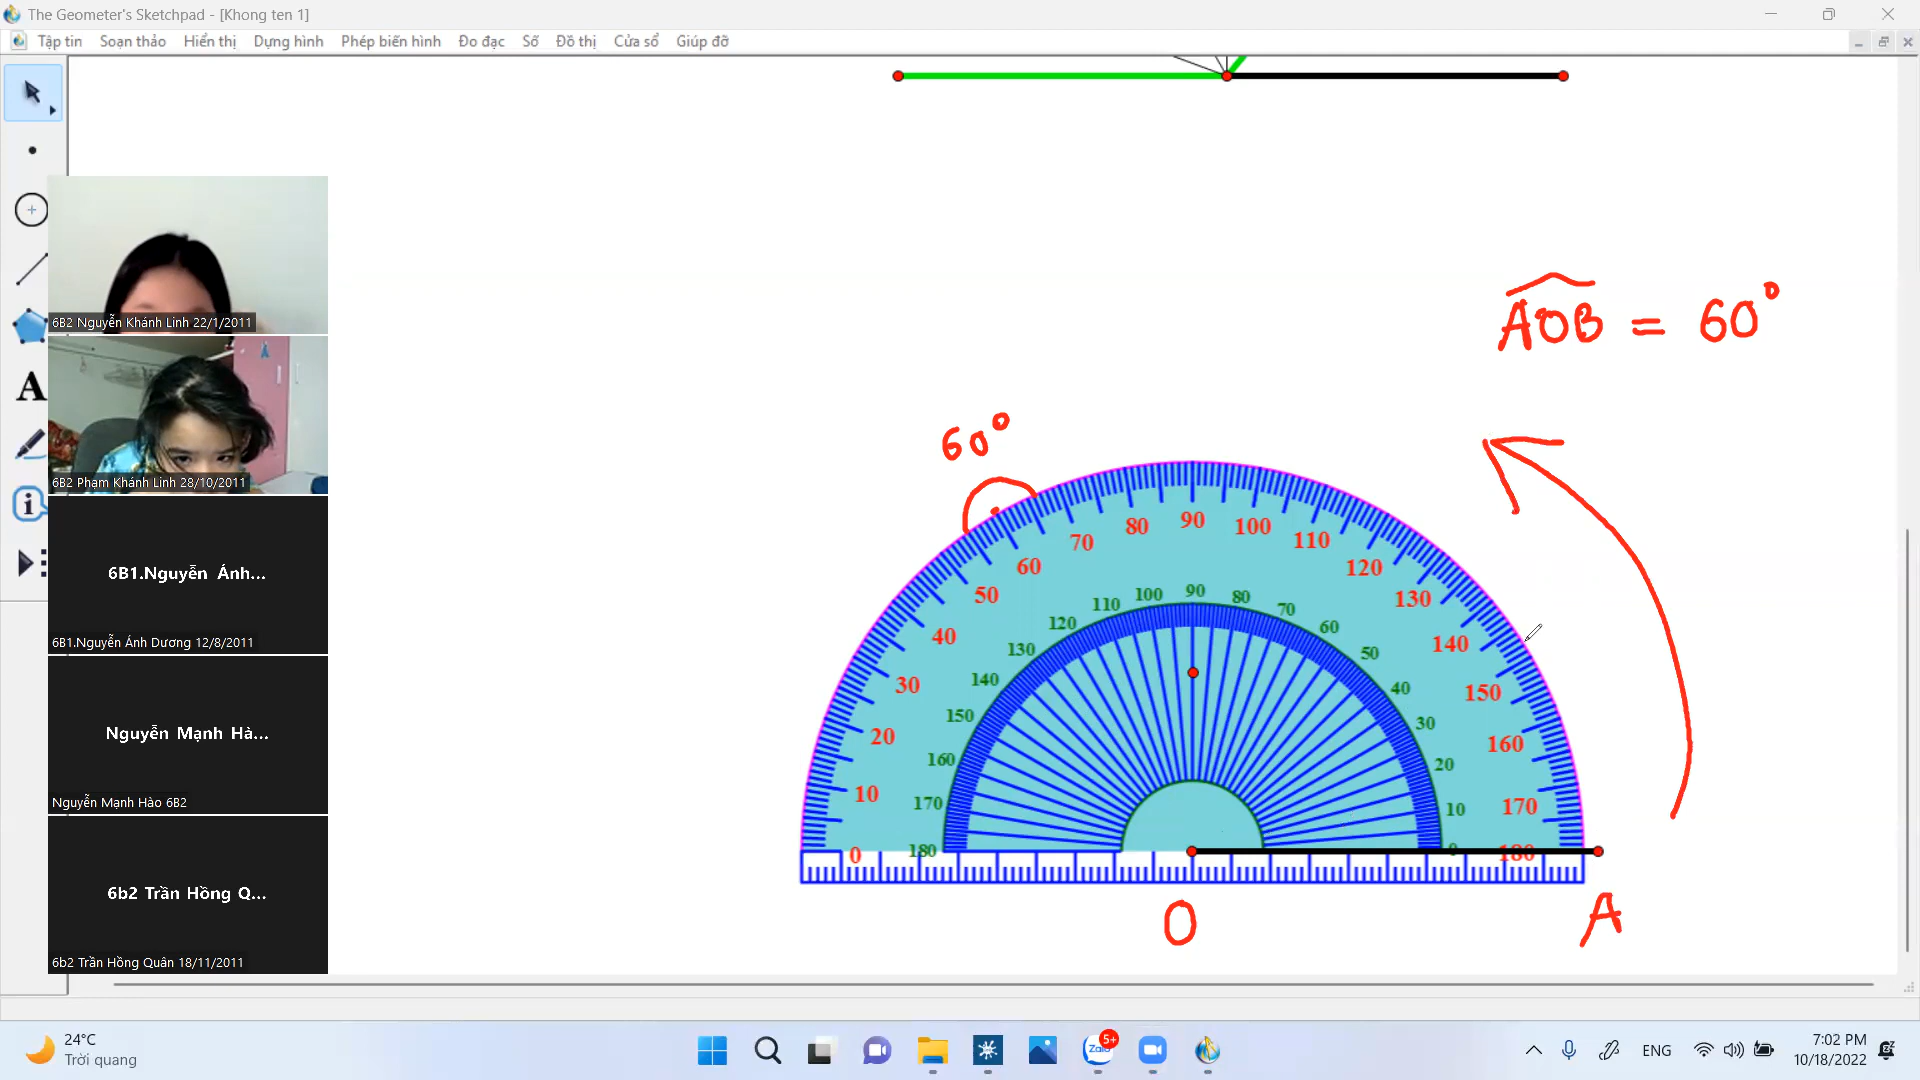 The Geometer's Sketchpad - [Khong ten 1]
Tập tin Soạn thảo Hiển thị Dựng hình Phép biến hình Đo đạc Số Đồ thị Cửa sổ Giúp đỡ
6B2 Nguyễn Khánh Linh 22/1/2011
6B2 Phạm Khánh Linh 28/10/2011
6B1.Nguyễn Ánh...
6B1.Nguyễn Ánh Dương 12/8/2011
Nguyễn Mạnh Hà...
Nguyễn Mạnh Hào 6B2
6b2 Trần Hồng Q...
6b2 Trần Hồng Quân 18/11/2011
A
AOB = 60°
60°
0 10 20 30 40 50 60 70 80 90 100 110 120 130 140 150 160 170 180
180 170 160 150 140 130 120 110 100 90 80 70 60 50 40 30 20 10 0
O A
24°C
Trời quang
Zalo
5+
ENG
7:02 PM
10/18/2022